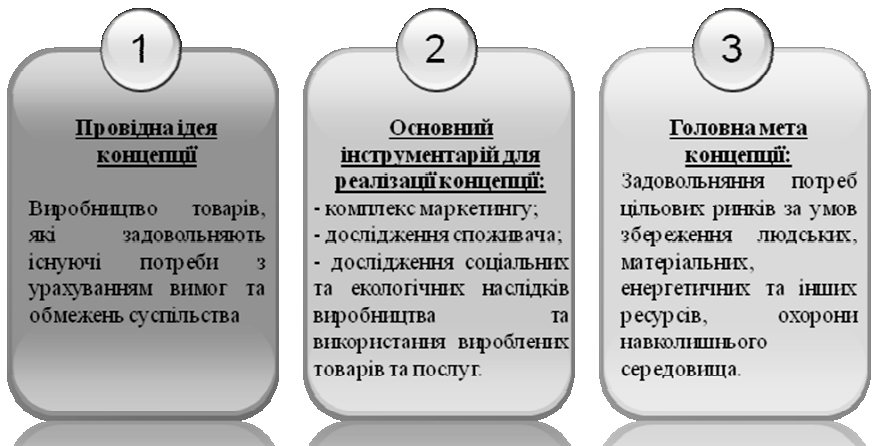 1
Провідна ідея
концепції
Виробництво товарів,
які задовольняють
існуючі потреби з
урахуванням вимог та
обмежень суспільства
2
Основний
інструментарій для
реалізації концепції:
- комплекс маркетингу;
- дослідження споживача;
- дослідження соціальних
та екологічних наслідків
виробництва та
використання вироблених
товарів та послуг.
3
Головна мета
концепції:
Задовольняння потреб
цільових ринків за умов
збереження людських,
матеріальних,
енергетичних та інших
ресурсів, охорони
навколишнього
середовища.